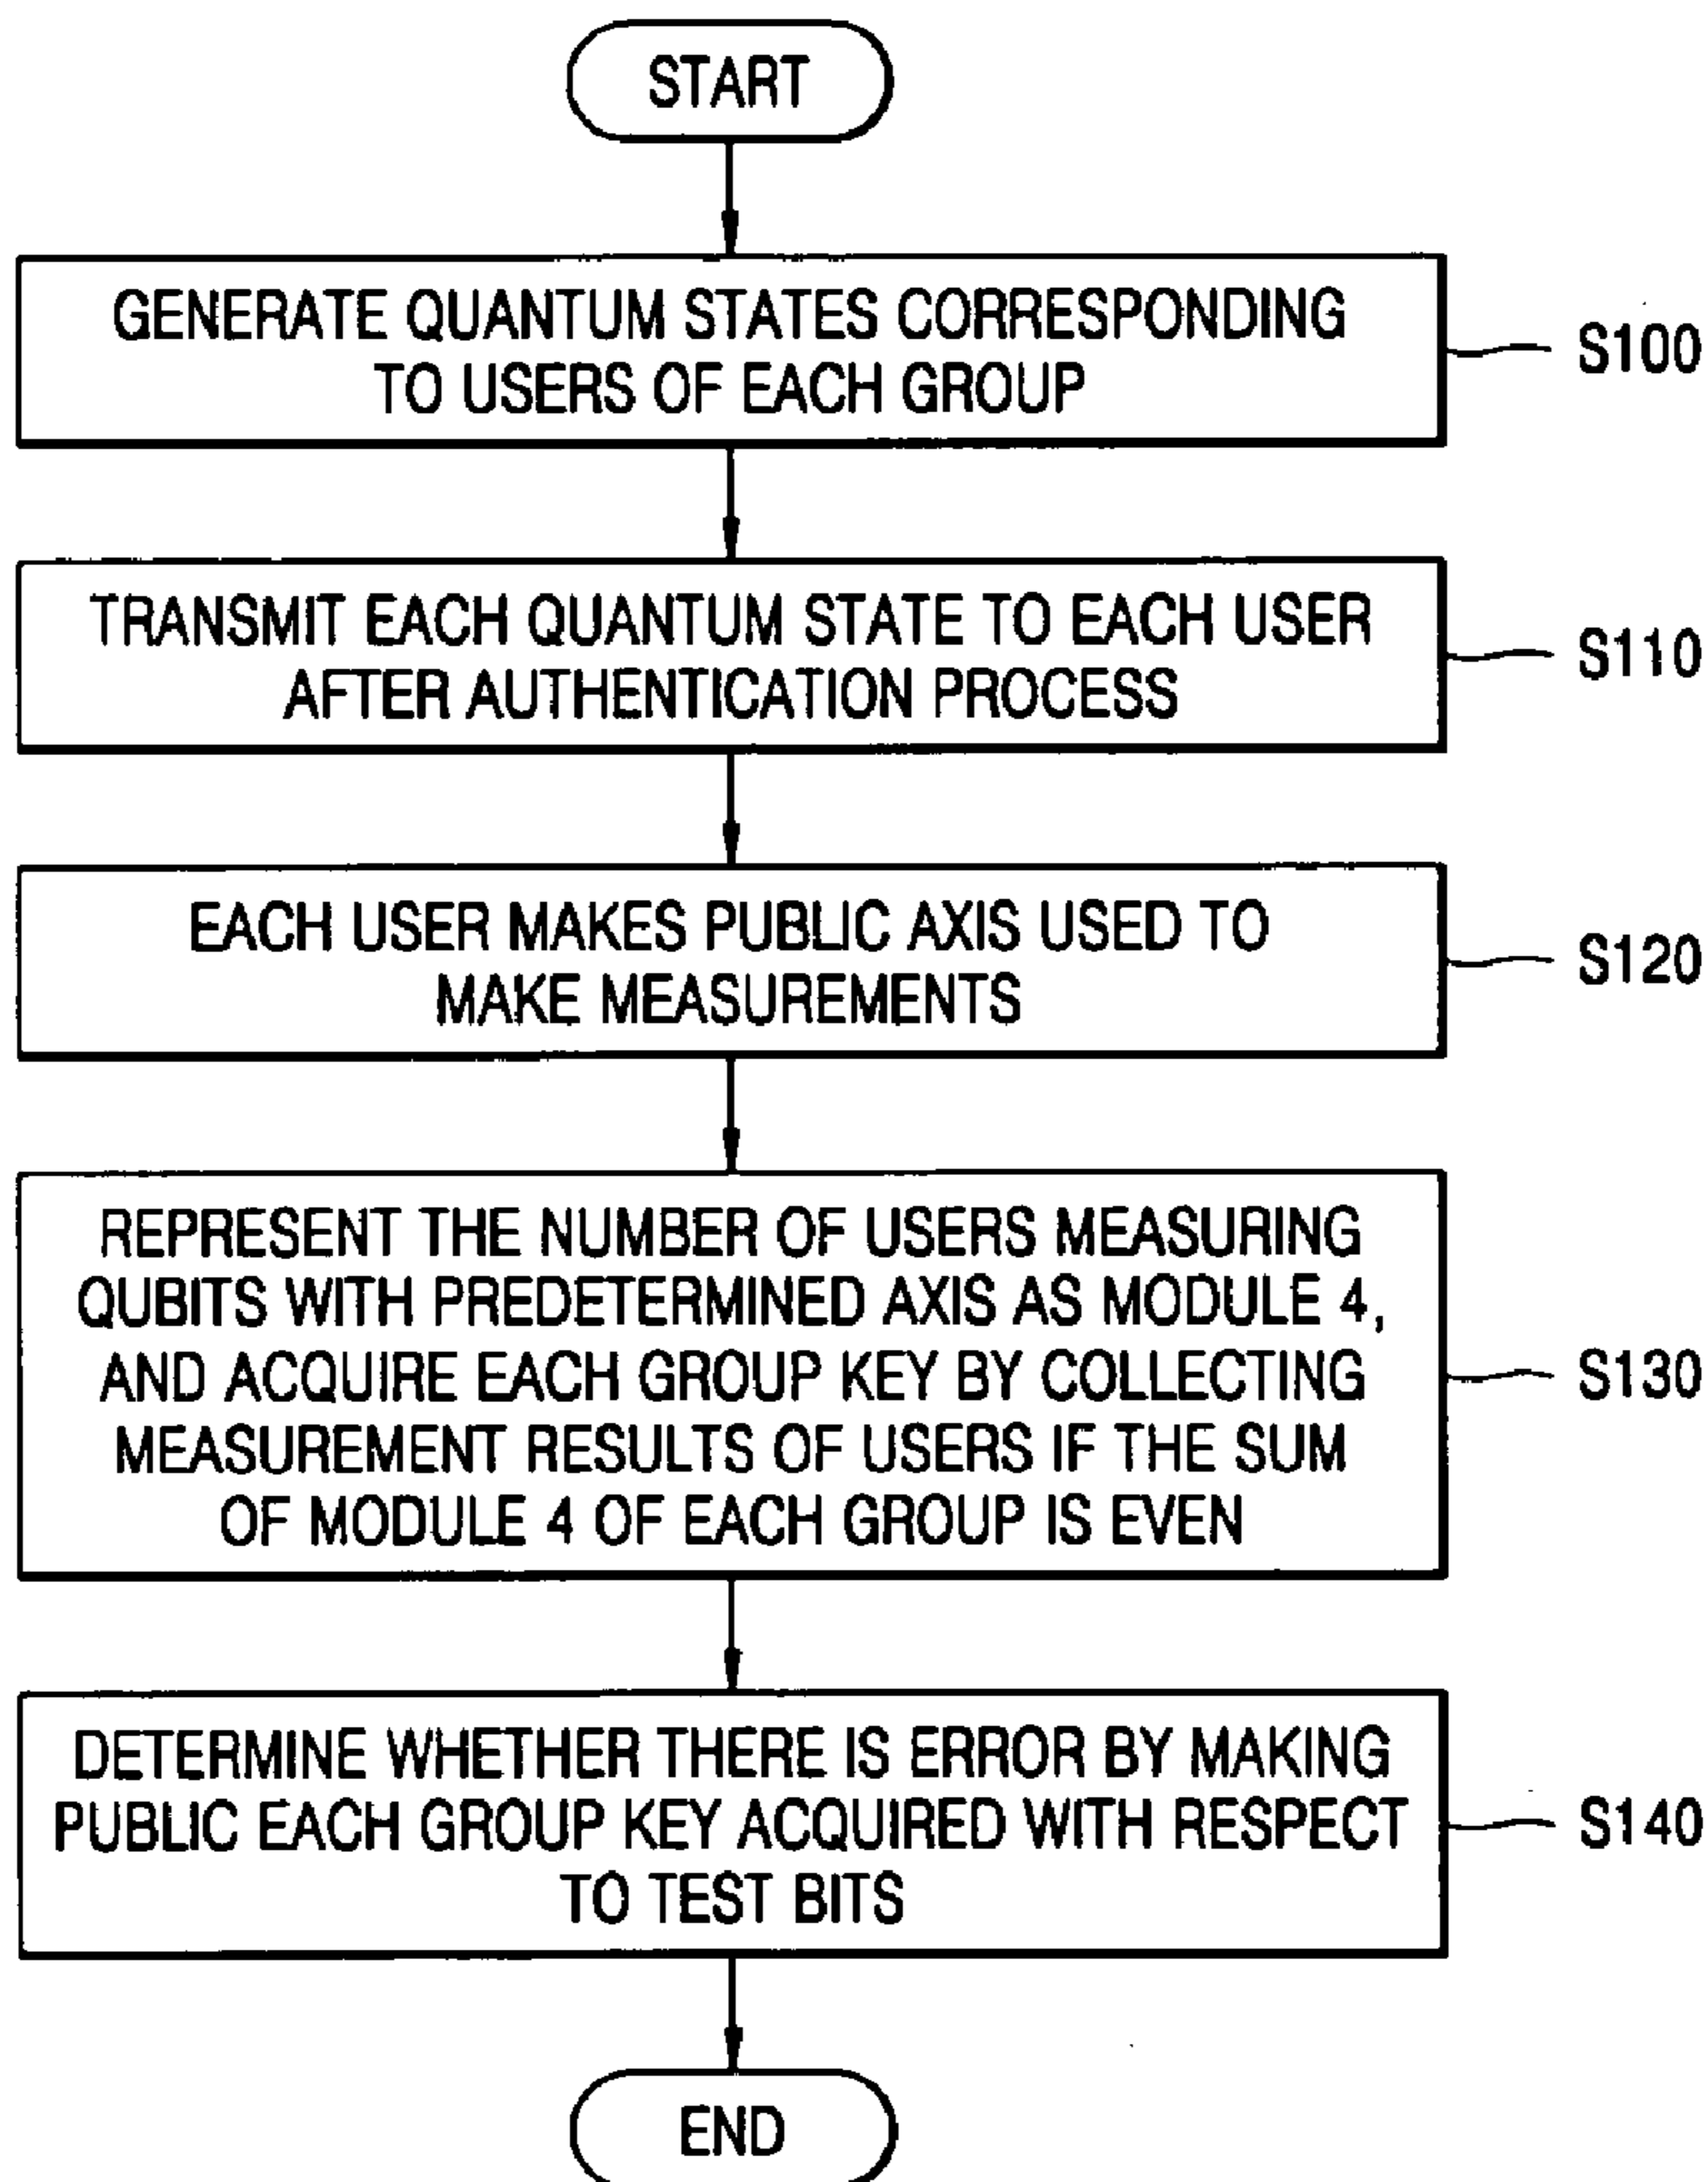 START
GENERATE QUANTUM STATES CORRESPONDING
TO USERS OF EACH GROUP
S100
TRANSMIT EACH QUANTUM STATE TO EACH USER
AFTER AUTHENTICATION PROCESS
S110
EACH USER MAKES PUBLIC AXIS USED TO
MAKE MEASUREMENTS
S120
REPRESENT THE NUMBER OF USERS MEASURING
QUBITS WITH PREDETERMINED AXIS AS MODULE 4,
AND ACQUIRE EACH GROUP KEY BY COLLECTING
MEASUREMENT RESULTS OF USERS IF THE SUM
OF MODULE 4 OF EACH GROUP IS EVEN
S130
DETERMINE WHETHER THERE IS ERROR BY MAKING
PUBLIC EACH GROUP KEY ACQUIRED WITH RESPECT
TO TEST BITS
S140
END